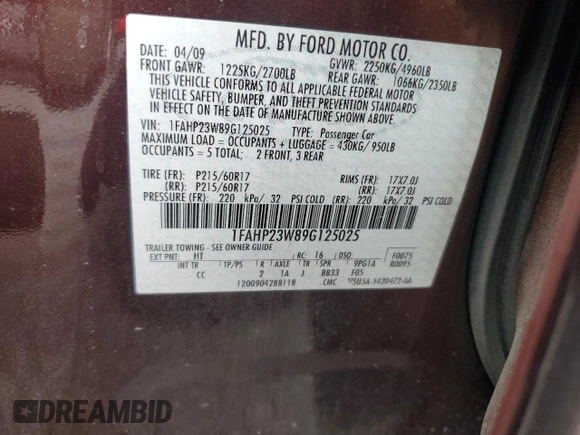 MFD. BY FORD MOTOR CO.
DATE: 04/09 GVWR: 2250KG/4960LB
FRONT GAWR: 1225KG/2700LB REAR GAWR: 1066KG/2350LB
THIS VEHICLE CONFORMS TO ALL APPLICABLE FEDERAL MOTOR
VEHICLE SAFETY, BUMPER, AND THEFT PREVENTION STANDARDS
IN EFFECT ON THE DATE OF MANUFACTURE SHOWN ABOVE.
VIN: 1FAHP23W89G125025 TYPE: Passenger Car
MAXIMUM LOAD = OCCUPANTS + LUGGAGE = 430KG/ 950LB
OCCUPANTS = 5 TOTAL; 2 FRONT, 3 REAR
TIRE (FR): P215/60R17 RIMS (FR): 17X7.0J
(RR): P215/60R17 (RR): 17X7.0J
PRESSURE (FR): 220 kPa/ 32 PSI COLD (RR): 220 kPa/ 32 PSI COLD
1FAHP23W89G125025
TRAILER TOWING - SEE OWNER GUIDE
EXT PNT: HT RC: 16 DSO: F0075
INT TR TP/PS R AXLE TR SPR 9PG1A R0095
CC 2 1A J 8833 F05
1200904288118 CMC 5U5A-5420472-AA
DREAMBID